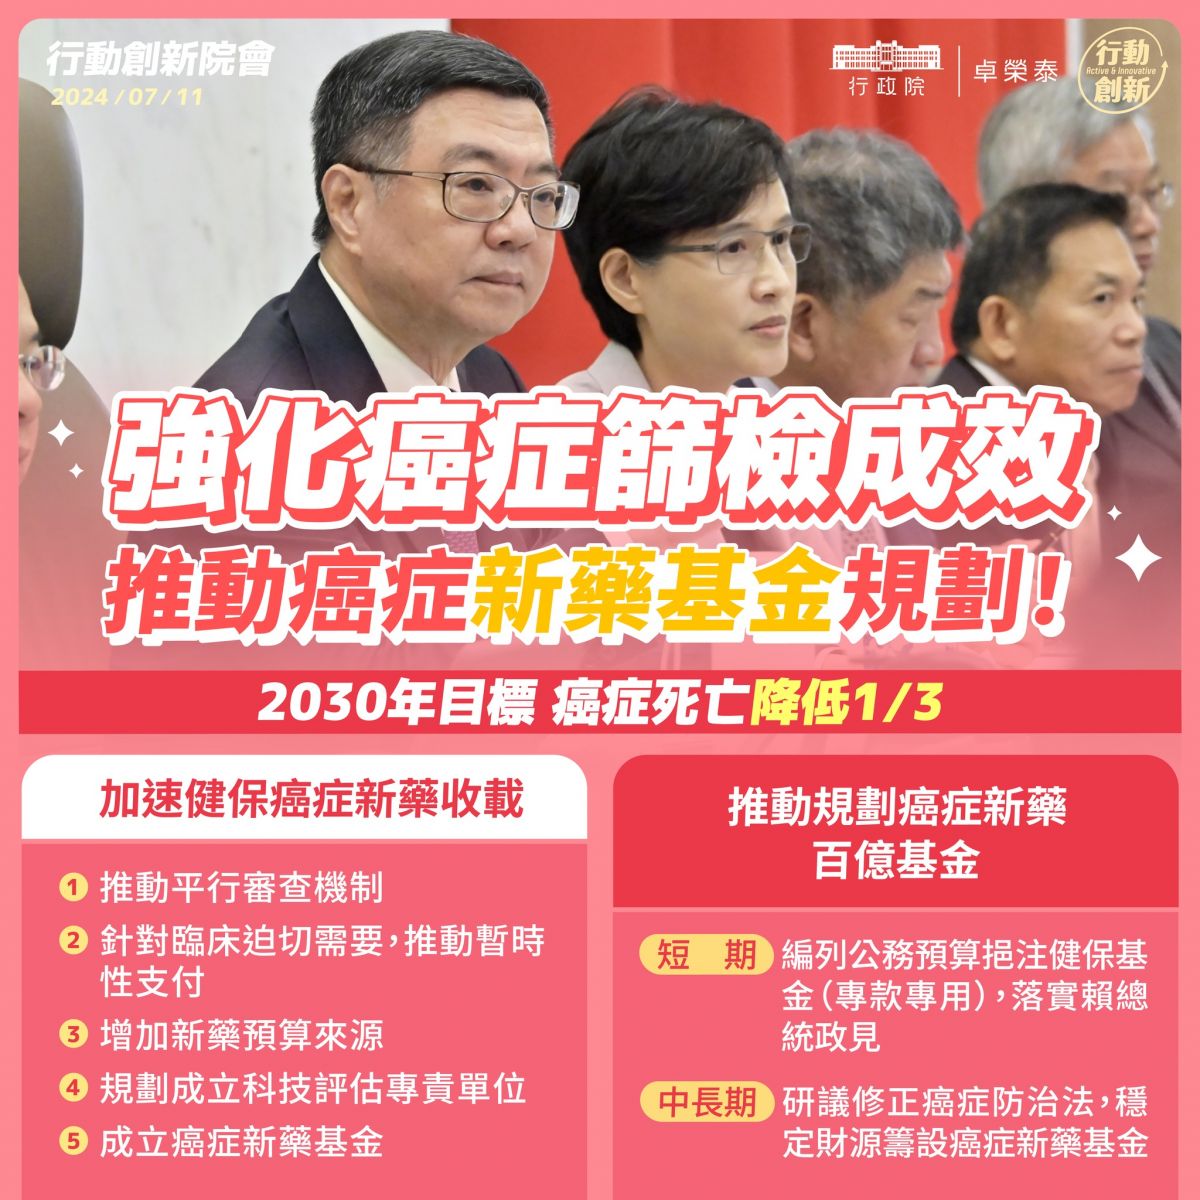 行動創新院會
2024/07/11
行政院
卓榮泰
行動
Active & Innovative
創新
強化癌症篩檢成效
推動癌症新藥基金規劃！
2030年目標 癌症死亡降低1/3
加速健保癌症新藥收載
1 推動平行審查機制
2 針對臨床迫切需要，推動暫時
性支付
3 增加新藥預算來源
4 規劃成立科技評估專責單位
5 成立癌症新藥基金
推動規劃癌症新藥
百億基金
短期 編列公務預算挹注健保基
金（專款專用），落實賴總
統政見
中長期 研議修正癌症防治法，穩
定財源籌設癌症新藥基金